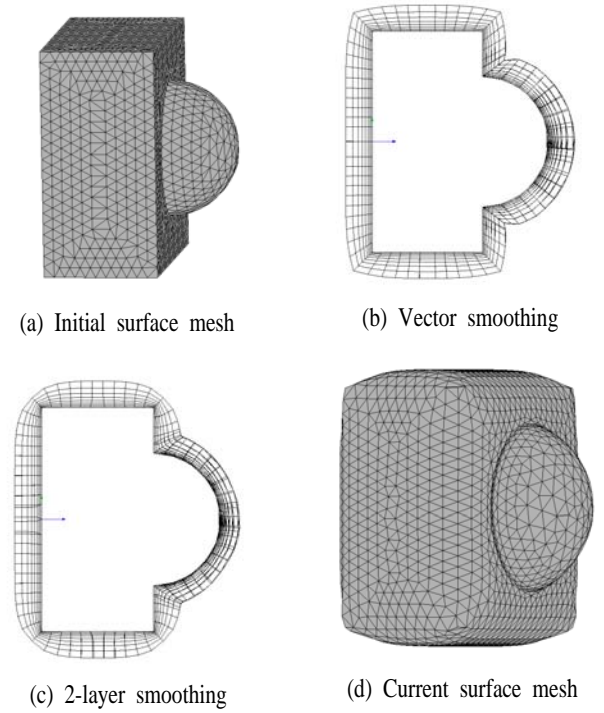 (a) Initial surface mesh
(b) Vector smoothing
(c) 2-layer smoothing
(d) Current surface mesh